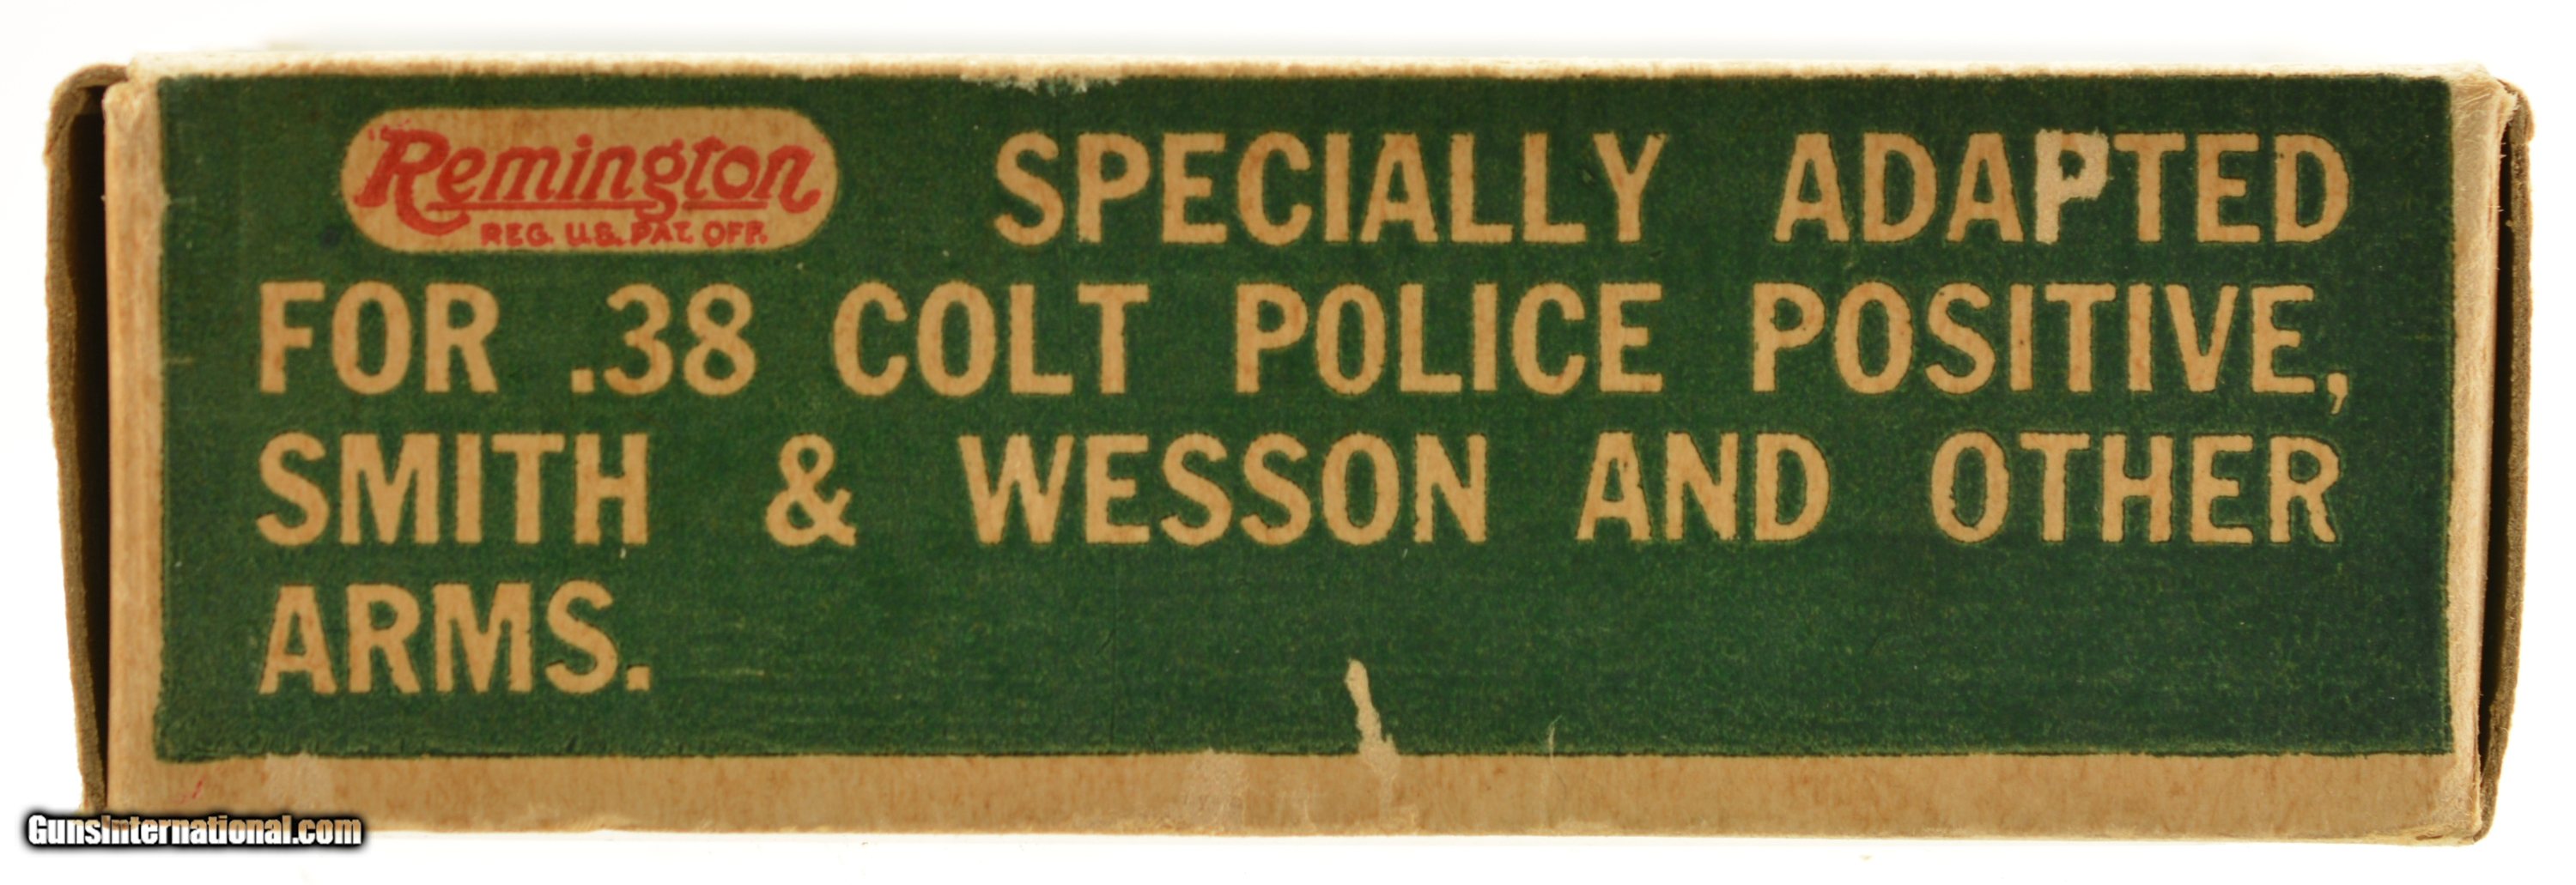 Remington
REG. U.S. PAT. OFF.
SPECIALLY ADAPTED
FOR .38 COLT POLICE POSITIVE,
SMITH & WESSON AND OTHER
ARMS.
GunsInternational.com